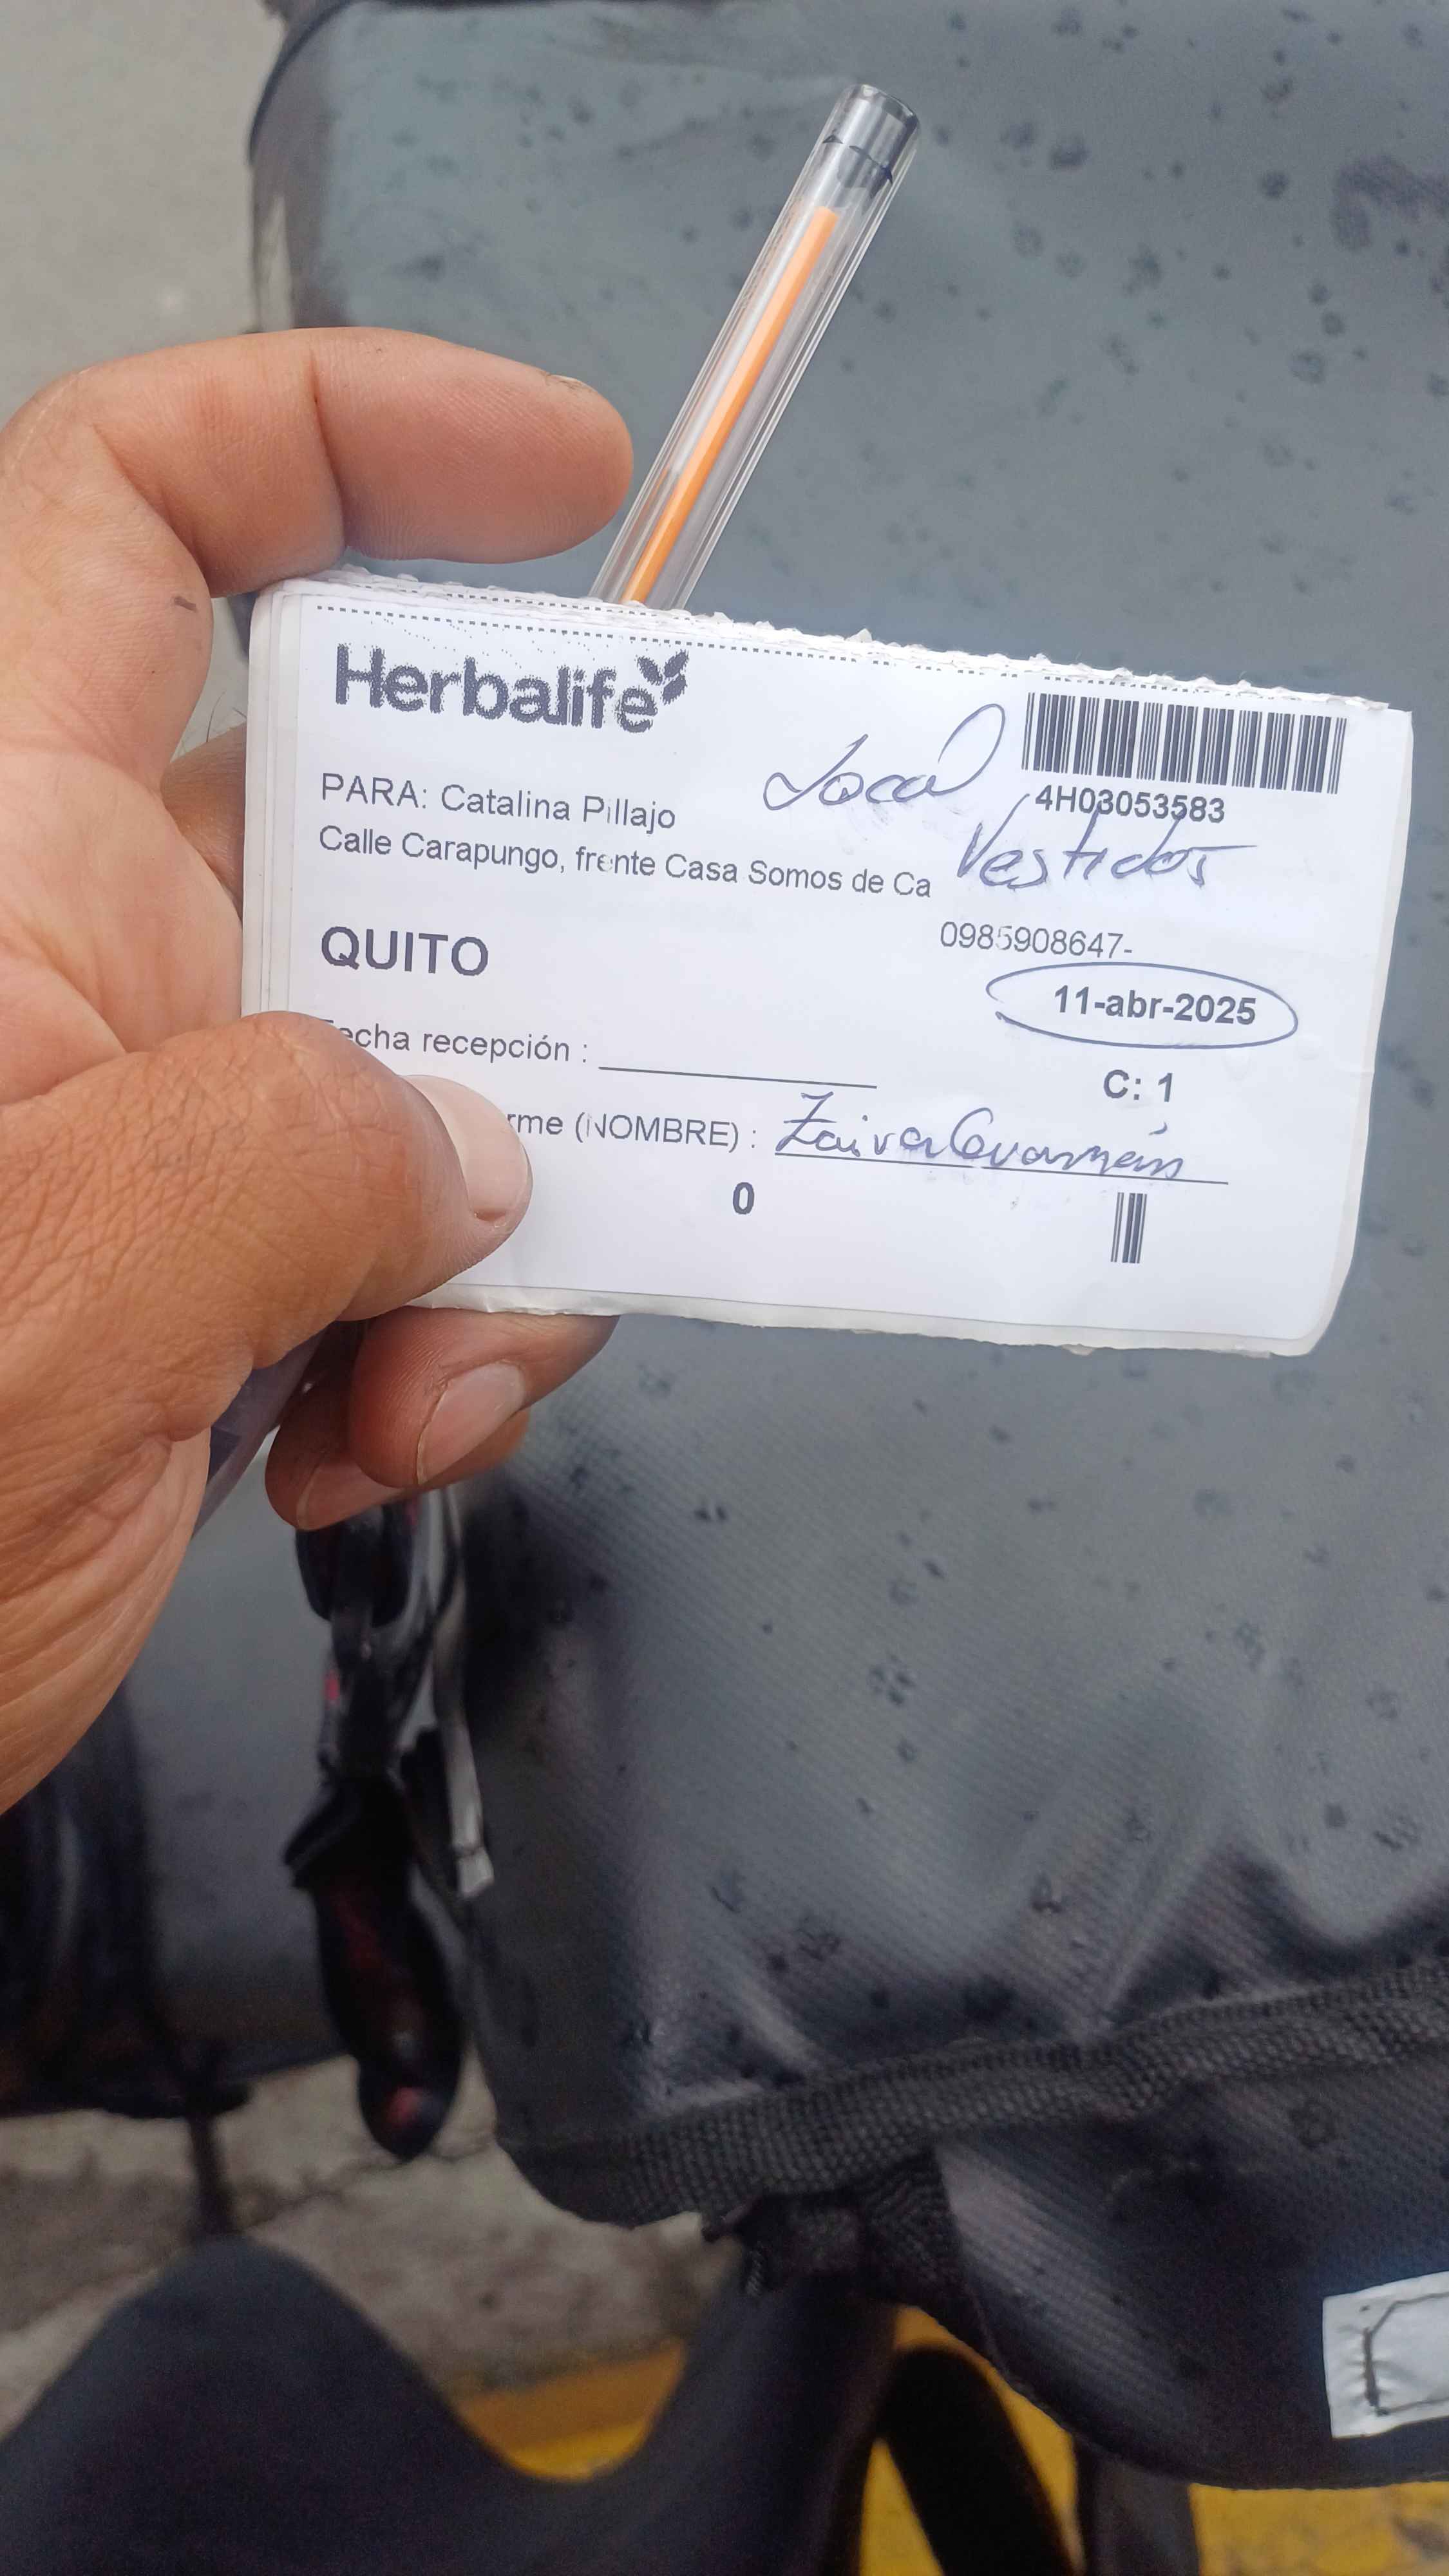 Herbalife
Local
4H03053583
PARA: Catalina Pillajo
Vestidos
Calle Carapungo, frente Casa Somos de Ca
0985908647-
QUITO
11-abr-2025
echa recepción :
C: 1
rme (NOMBRE) :
0